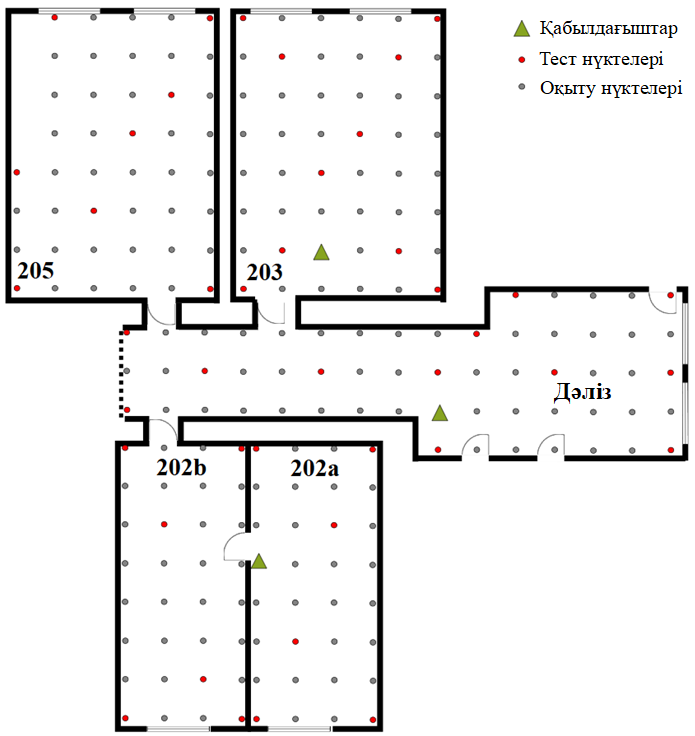 Қабылдағыштар
Тест нүктелері
Оқыту нүктелері
205
203
Дәліз
202b
202a